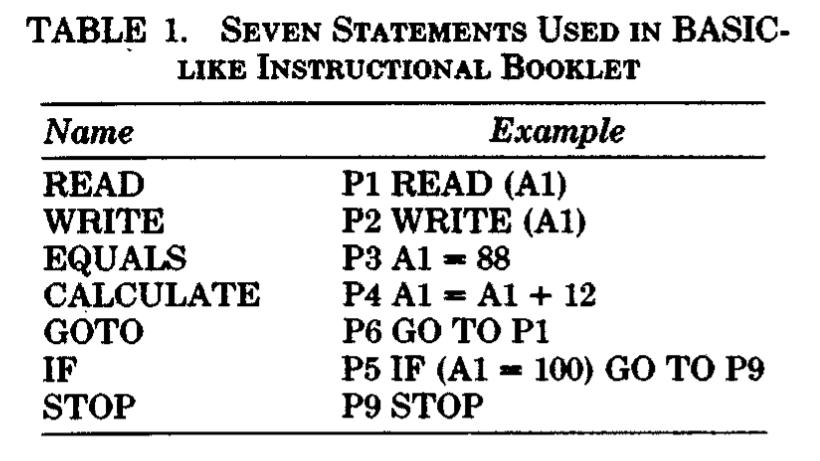 TABLE 1. SEVEN STATEMENTS USED IN BASIC-
LIKE INSTRUCTIONAL BOOKLET
Name Example
READ P1 READ (A1)
WRITE P2 WRITE (A1)
EQUALS P3 A1 = 88
CALCULATE P4 A1 = A1 + 12
GOTO P6 GO TO P1
IF P5 IF (A1 = 100) GO TO P9
STOP P9 STOP